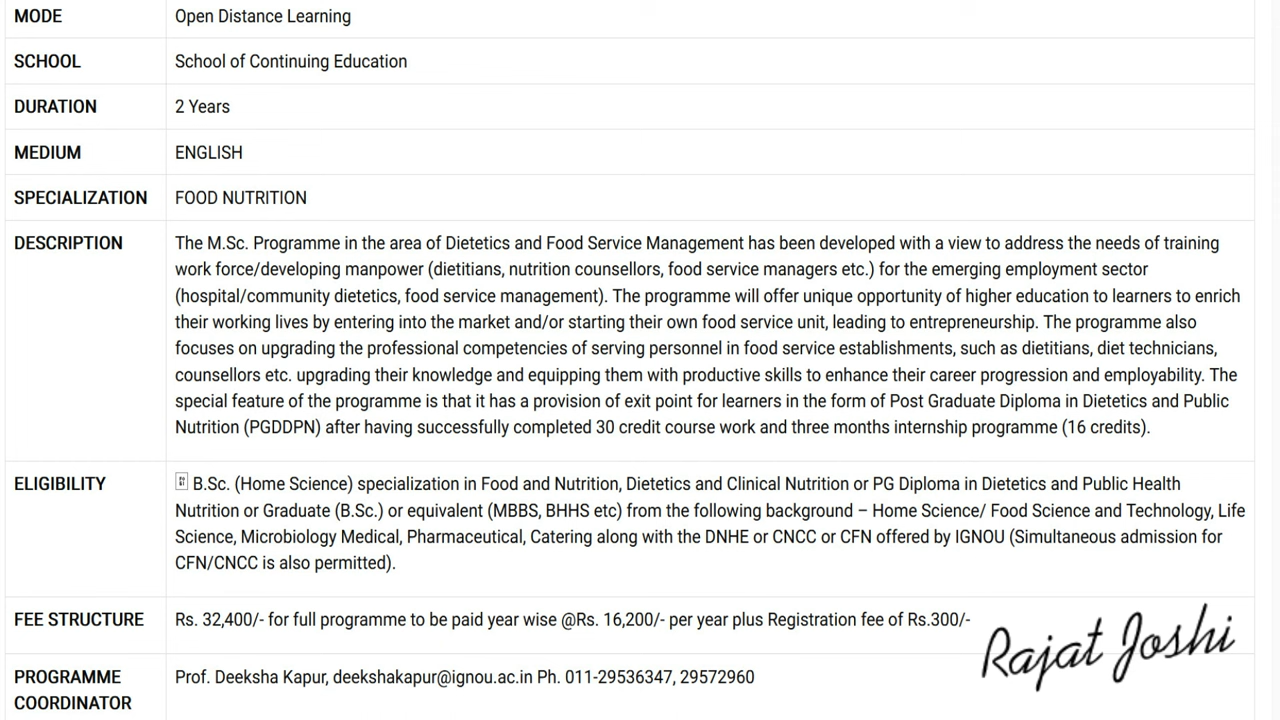 MODE Open Distance Learning
SCHOOL School of Continuing Education
DURATION 2 Years
MEDIUM ENGLISH
SPECIALIZATION FOOD NUTRITION
DESCRIPTION The M.Sc. Programme in the area of Dietetics and Food Service Management has been developed with a view to address the needs of training
work force/developing manpower (dietitians, nutrition counsellors, food service managers etc.) for the emerging employment sector
(hospital/community dietetics, food service management). The programme will offer unique opportunity of higher education to learners to enrich
their working lives by entering into the market and/or starting their own food service unit, leading to entrepreneurship. The programme also
focuses on upgrading the professional competencies of serving personnel in food service establishments, such as dietitians, diet technicians,
counsellors etc. upgrading their knowledge and equipping them with productive skills to enhance their career progression and employability. The
special feature of the programme is that it has a provision of exit point for learners in the form of Post Graduate Diploma in Dietetics and Public
Nutrition (PGDDPN) after having successfully completed 30 credit course work and three months internship programme (16 credits).
ELIGIBILITY B.Sc. (Home Science) specialization in Food and Nutrition, Dietetics and Clinical Nutrition or PG Diploma in Dietetics and Public Health
Nutrition or Graduate (B.Sc.) or equivalent (MBBS, BHHS etc) from the following background – Home Science/ Food Science and Technology, Life
Science, Microbiology Medical, Pharmaceutical, Catering along with the DNHE or CNCC or CFN offered by IGNOU (Simultaneous admission for
CFN/CNCC is also permitted).
FEE STRUCTURE Rs. 32,400/- for full programme to be paid year wise @Rs. 16,200/- per year plus Registration fee of Rs.300/-
Rajat Joshi
PROGRAMME Prof. Deeksha Kapur, deekshakapur@ignou.ac.in Ph. 011-29536347, 29572960
COORDINATOR